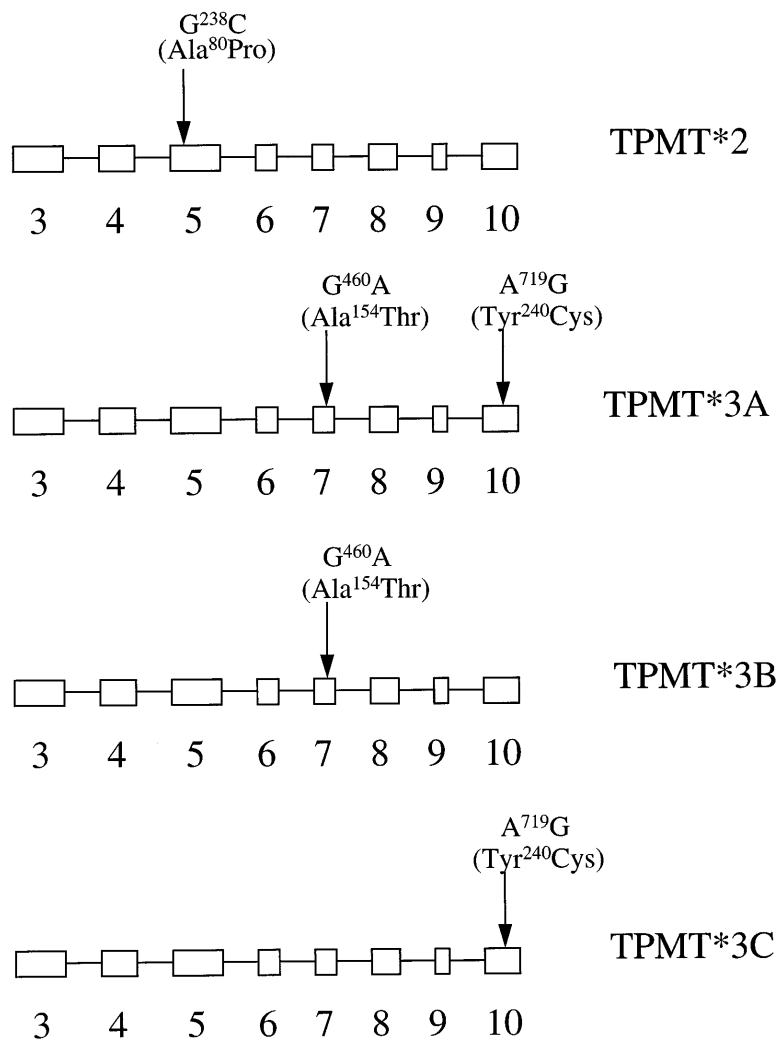 G²³⁸C
(Ala⁸⁰Pro)
TPMT*2
3 4 5 6 7 8 9 10
G⁴⁶⁰A A⁷¹⁹G
(Ala¹⁵⁴Thr) (Tyr²⁴⁰Cys)
TPMT*3A
3 4 5 6 7 8 9 10
G⁴⁶⁰A
(Ala¹⁵⁴Thr)
TPMT*3B
3 4 5 6 7 8 9 10
A⁷¹⁹G
(Tyr²⁴⁰Cys)
TPMT*3C
3 4 5 6 7 8 9 10